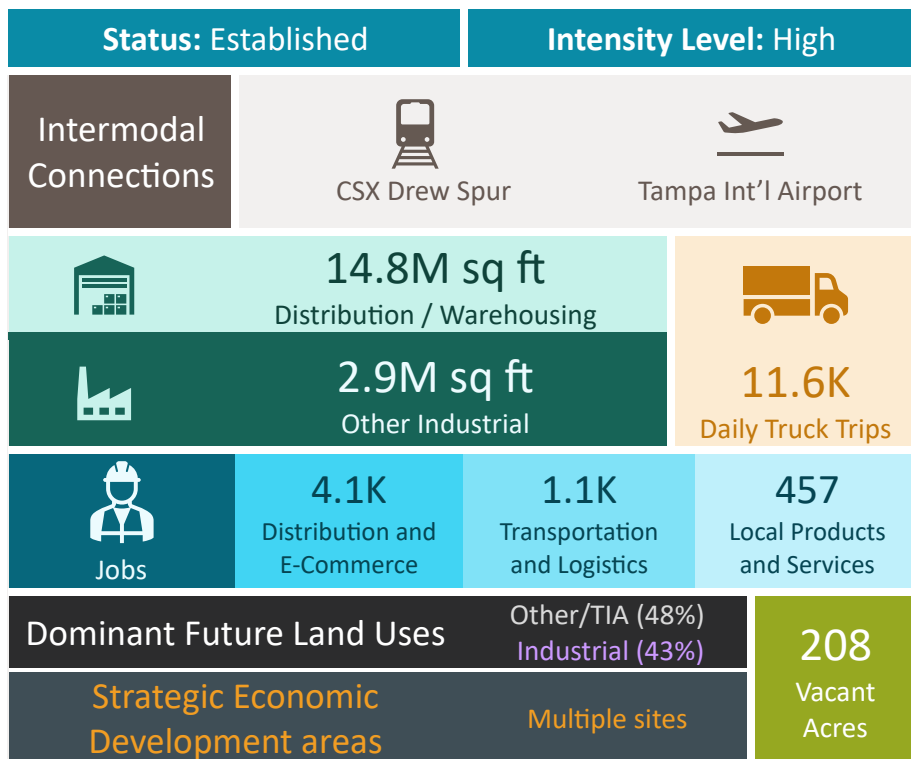 Status: Established
Intensity Level: High
Intermodal
Connections
CSX Drew Spur
Tampa Int’l Airport
14.8M sq ft
Distribution / Warehousing
2.9M sq ft
Other Industrial
11.6K
Daily Truck Trips
Jobs
4.1K
Distribution and
E-Commerce
1.1K
Transportation
and Logistics
457
Local Products
and Services
Dominant Future Land Uses
Other/TIA (48%)
Industrial (43%)
Strategic Economic
Development areas
Multiple sites
208
Vacant
Acres